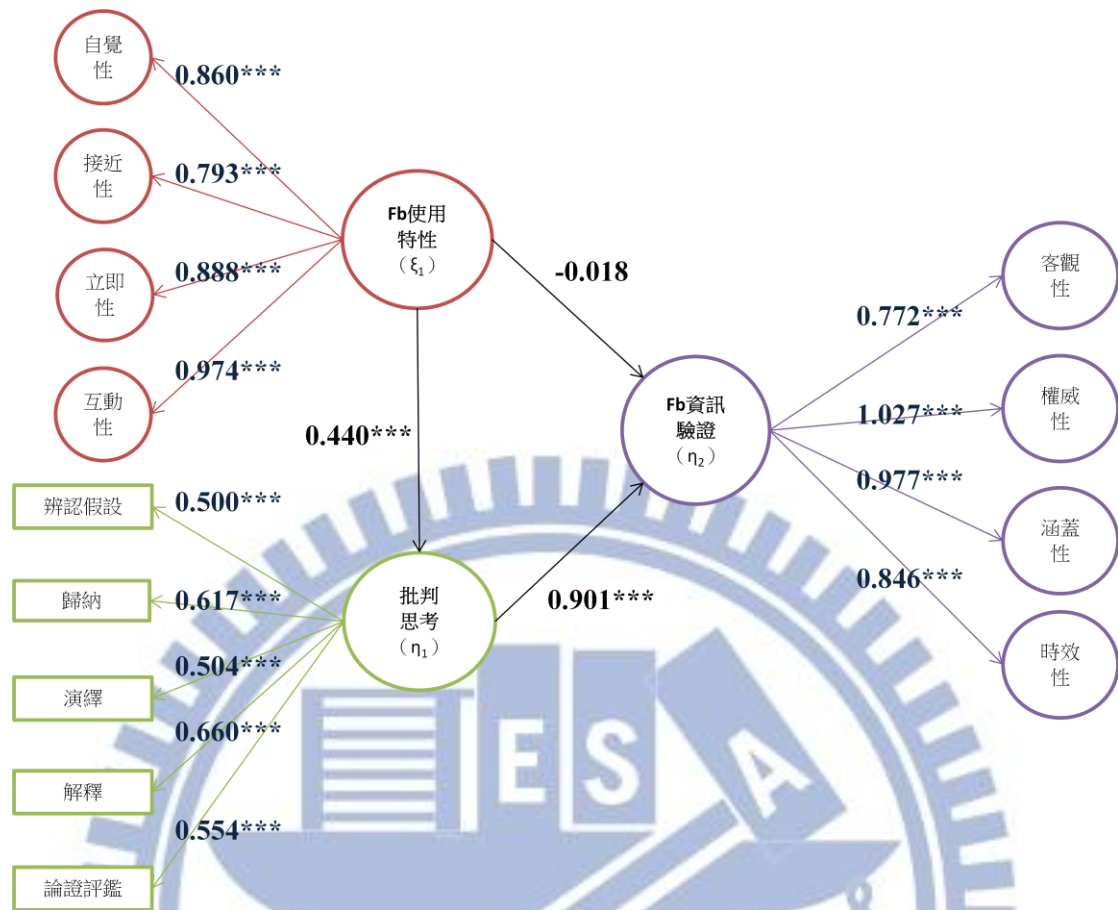 自覺
性
0.860***
接近
性
0.793***
立即
性
0.888***
互動
性
0.974***
Fb使用
特性
（ξ₁）
-0.018
0.440***
Fb資訊
驗證
（η₂）
客觀
性
0.772***
權威
性
1.027***
涵蓋
性
0.977***
時效
性
0.846***
辨認假設
0.500***
歸納
0.617***
演繹
0.504***
解釋
0.660***
論證評鑑
0.554***
批判
思考
（η₁）
0.901***
E S A